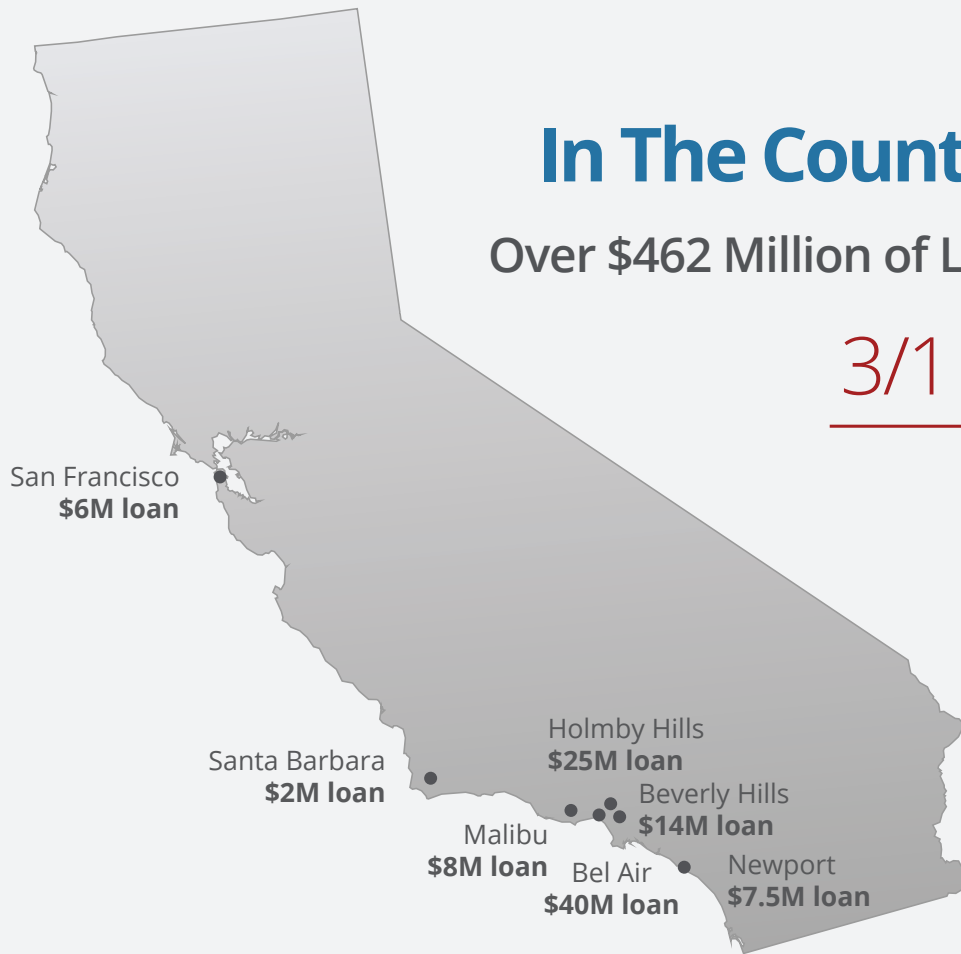 In The Count
Over $462 Million of L
3/1
San Francisco
$6M loan
Holmby Hills
$25M loan
Santa Barbara
$2M loan
Beverly Hills
$14M loan
Malibu
$8M loan
Bel Air
$40M loan
Newport
$7.5M loan